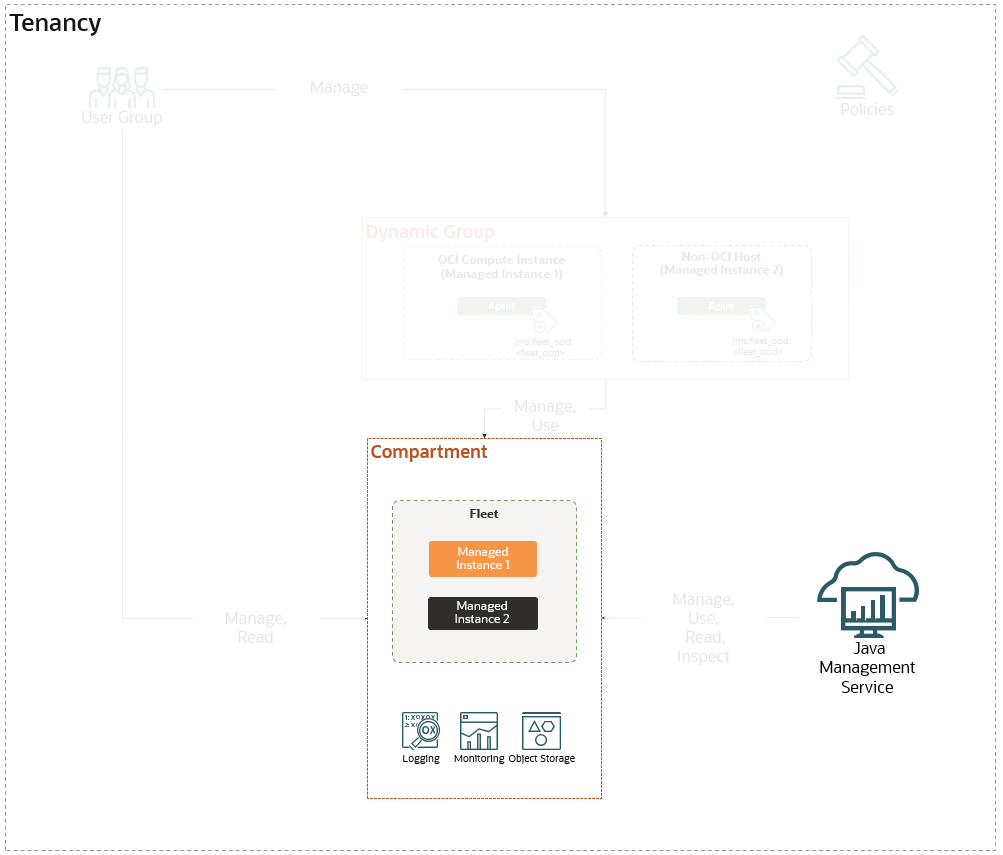 Tenancy
Manage
User Group
Policies
Dynamic Group
OCI Compute Instance
(Managed Instance 1)
Agent
jms:fleet_ocid:
<fleet_ocid>
Non-OCI Host
(Managed Instance 2)
Agent
jms:fleet_ocid:
<fleet_ocid>
Manage,
Use
Compartment
Fleet
Managed
Instance 1
Managed
Instance 2
Manage,
Read
Manage,
Use,
Read,
Inspect
Java
Management
Service
OX
Logging
Monitoring
Object Storage